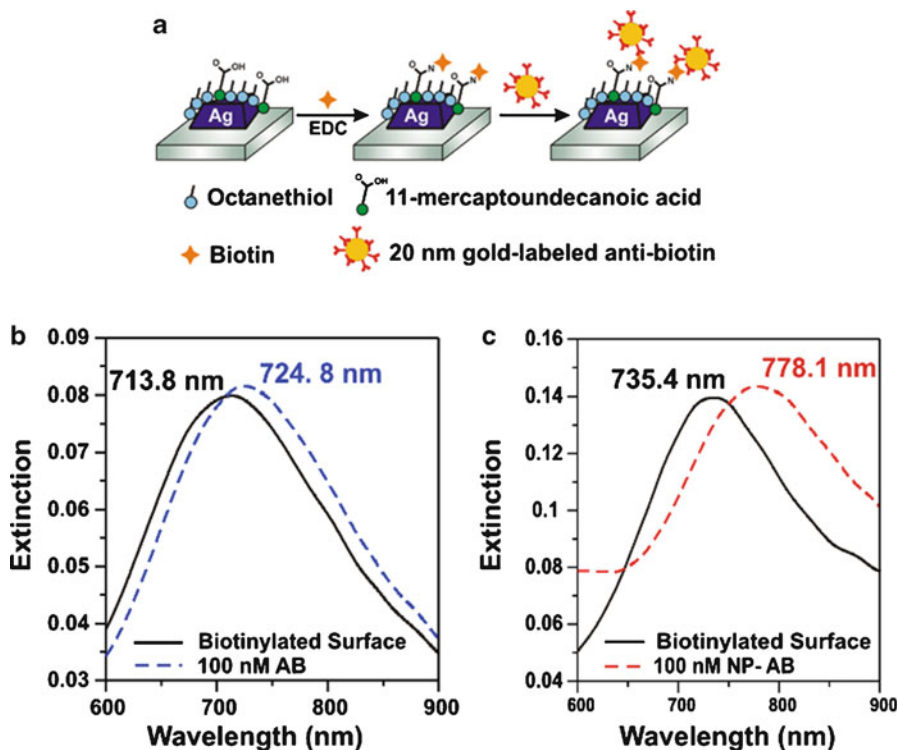 a
OH
O
OH
O
Ag
EDC
O
N
O
N
Ag
O
N
O
N
Ag
Octanethiol
O
OH
11-mercaptoundecanoic acid
Biotin
20 nm gold-labeled anti-biotin
b
0.09
0.08
0.07
0.06
0.05
0.04
0.03
Extinction
713.8 nm
724. 8 nm
Biotinylated Surface
100 nM AB
600
700
800
900
Wavelength (nm)
c
0.16
0.14
0.12
0.1
0.08
0.06
0.04
Extinction
735.4 nm
778.1 nm
Biotinylated Surface
100 nM NP- AB
600
700
800
900
Wavelength (nm)